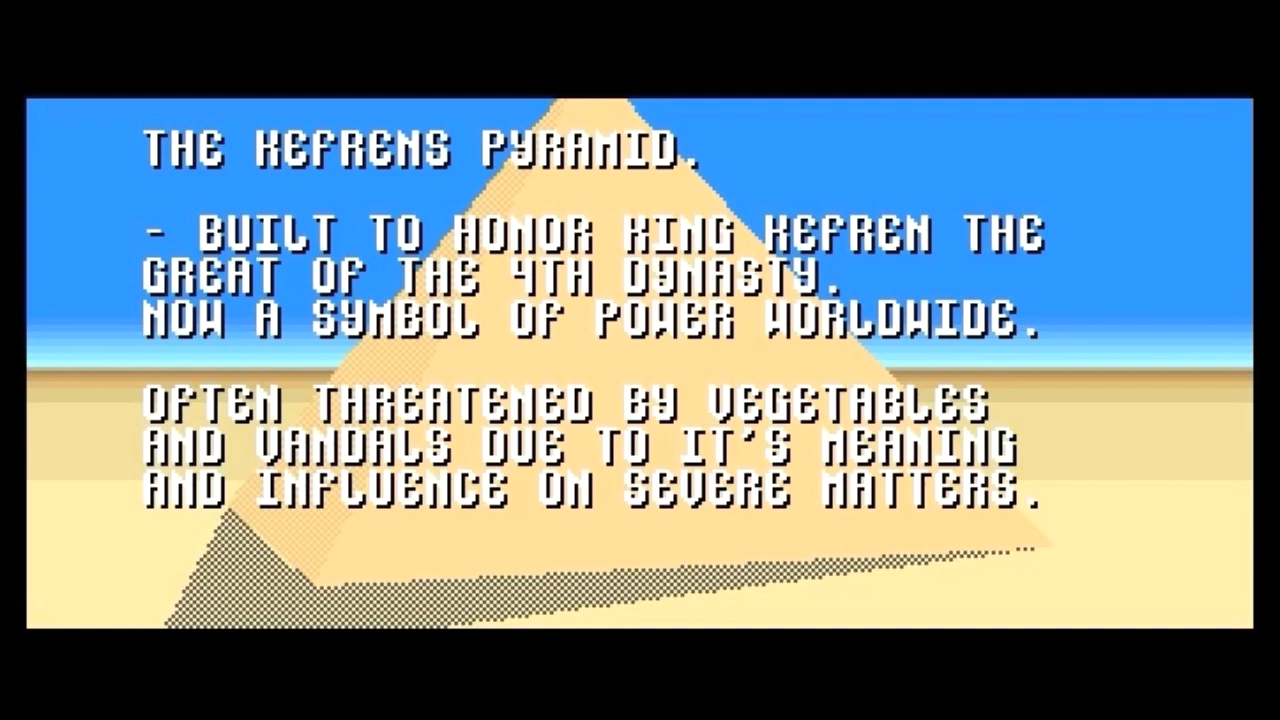 THE KEFRENS PYRAMID.
- BUILT TO HONOR KING KEFREN THE
GREAT OF THE 4TH DYNASTY.
NOW A SYMBOL OF POWER WORLDWIDE.
OFTEN THREATENED BY VEGETABLES
AND VANDALS DUE TO IT'S MEANING
AND INFLUENCE ON SEVERE MATTERS.